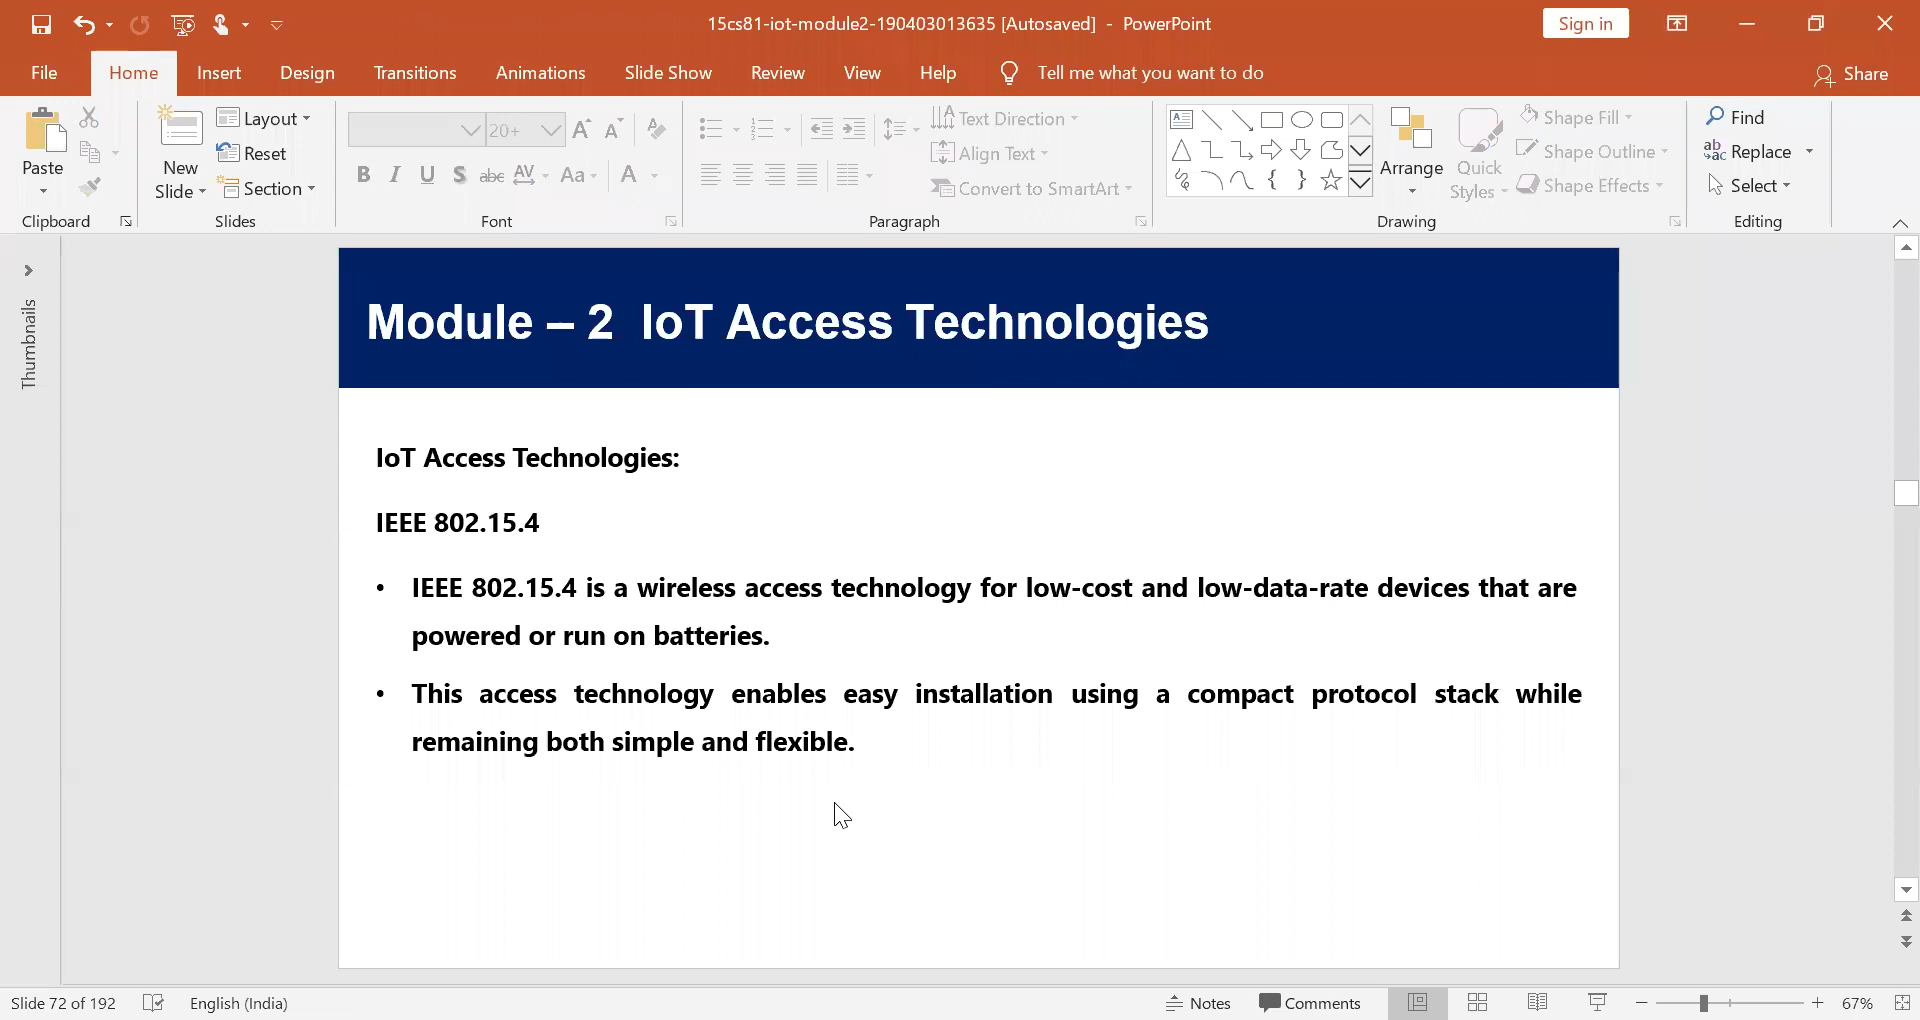 15cs81-iot-module2-190403013635 [Autosaved] - PowerPoint
Sign in
File Home Insert Design Transitions Animations Slide Show Review View Help Tell me what you want to do Share
Paste
Clipboard
New Slide
Layout
Reset
Section
Slides
20+
B I U S abc AV Aa A
Font
Text Direction
Align Text
Convert to SmartArt
Paragraph
Arrange
Quick Styles
Shape Fill
Shape Outline
Shape Effects
Drawing
Find
Replace
Select
Editing
Thumbnails
Module – 2 IoT Access Technologies
IoT Access Technologies:
IEEE 802.15.4
• IEEE 802.15.4 is a wireless access technology for low-cost and low-data-rate devices that are
powered or run on batteries.
• This access technology enables easy installation using a compact protocol stack while
remaining both simple and flexible.
Slide 72 of 192 English (India) Notes Comments 67%